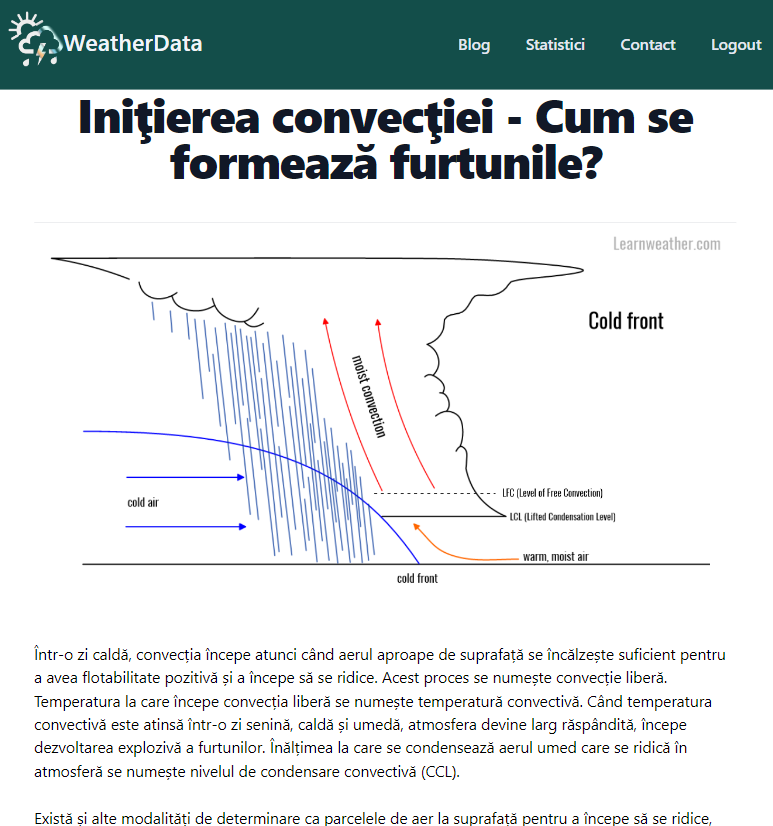 WeatherData
Blog
Statistici
Contact
Logout
Iniţierea convecţiei - Cum se
formează furtunile?
Learnweather.com
Cold front
moist convection
LFC (Level of Free Convection)
cold air
LCL (Lifted Condensation Level)
warm, moist air
cold front
Într-o zi caldă, convecția începe atunci când aerul aproape de suprafață se încălzește suficient pentru
a avea flotabilitate pozitivă și a începe să se ridice. Acest proces se numește convecție liberă.
Temperatura la care începe convecția liberă se numește temperatură convectivă. Când temperatura
convectivă este atinsă într-o zi senină, caldă și umedă, atmosfera devine larg răspândită, începe
dezvoltarea explozivă a furtunilor. Înălțimea la care se condensează aerul umed care se ridică în
atmosferă se numește nivelul de condensare convectivă (CCL).
Există și alte modalități de determinare ca parcelele de aer la suprafață pentru a începe să se ridice,